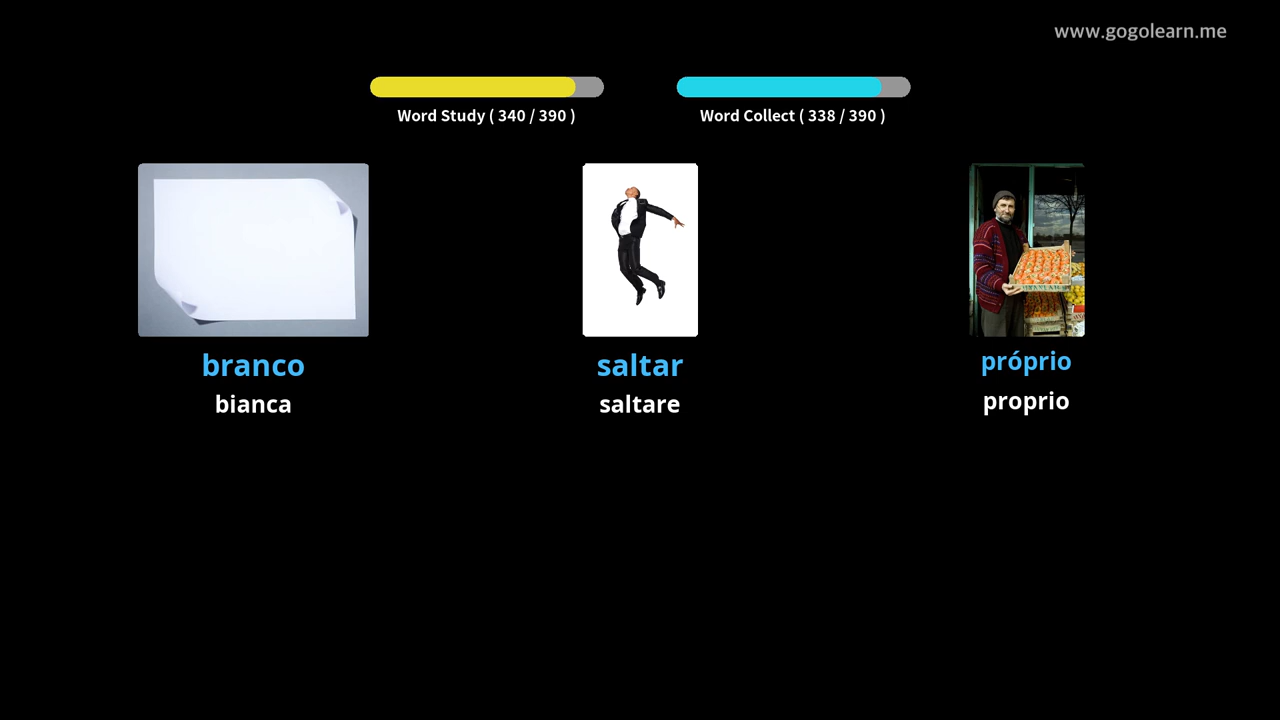 www.gogolearn.me
Word Study ( 340 / 390 )
Word Collect ( 338 / 390 )
branco
bianca
saltar
saltare
próprio
proprio